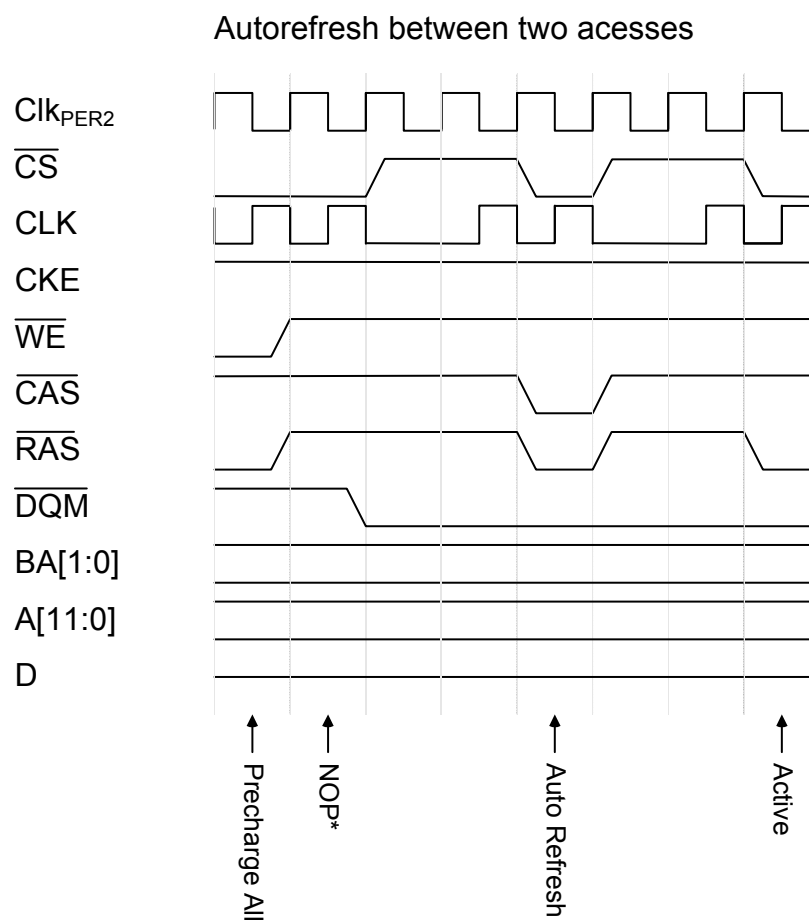 Autorefresh between two acesses
Clk_PER2
CS
CLK
CKE
WE
CAS
RAS
DQM
BA[1:0]
A[11:0]
D
Precharge All
NOP*
Auto Refresh
Active